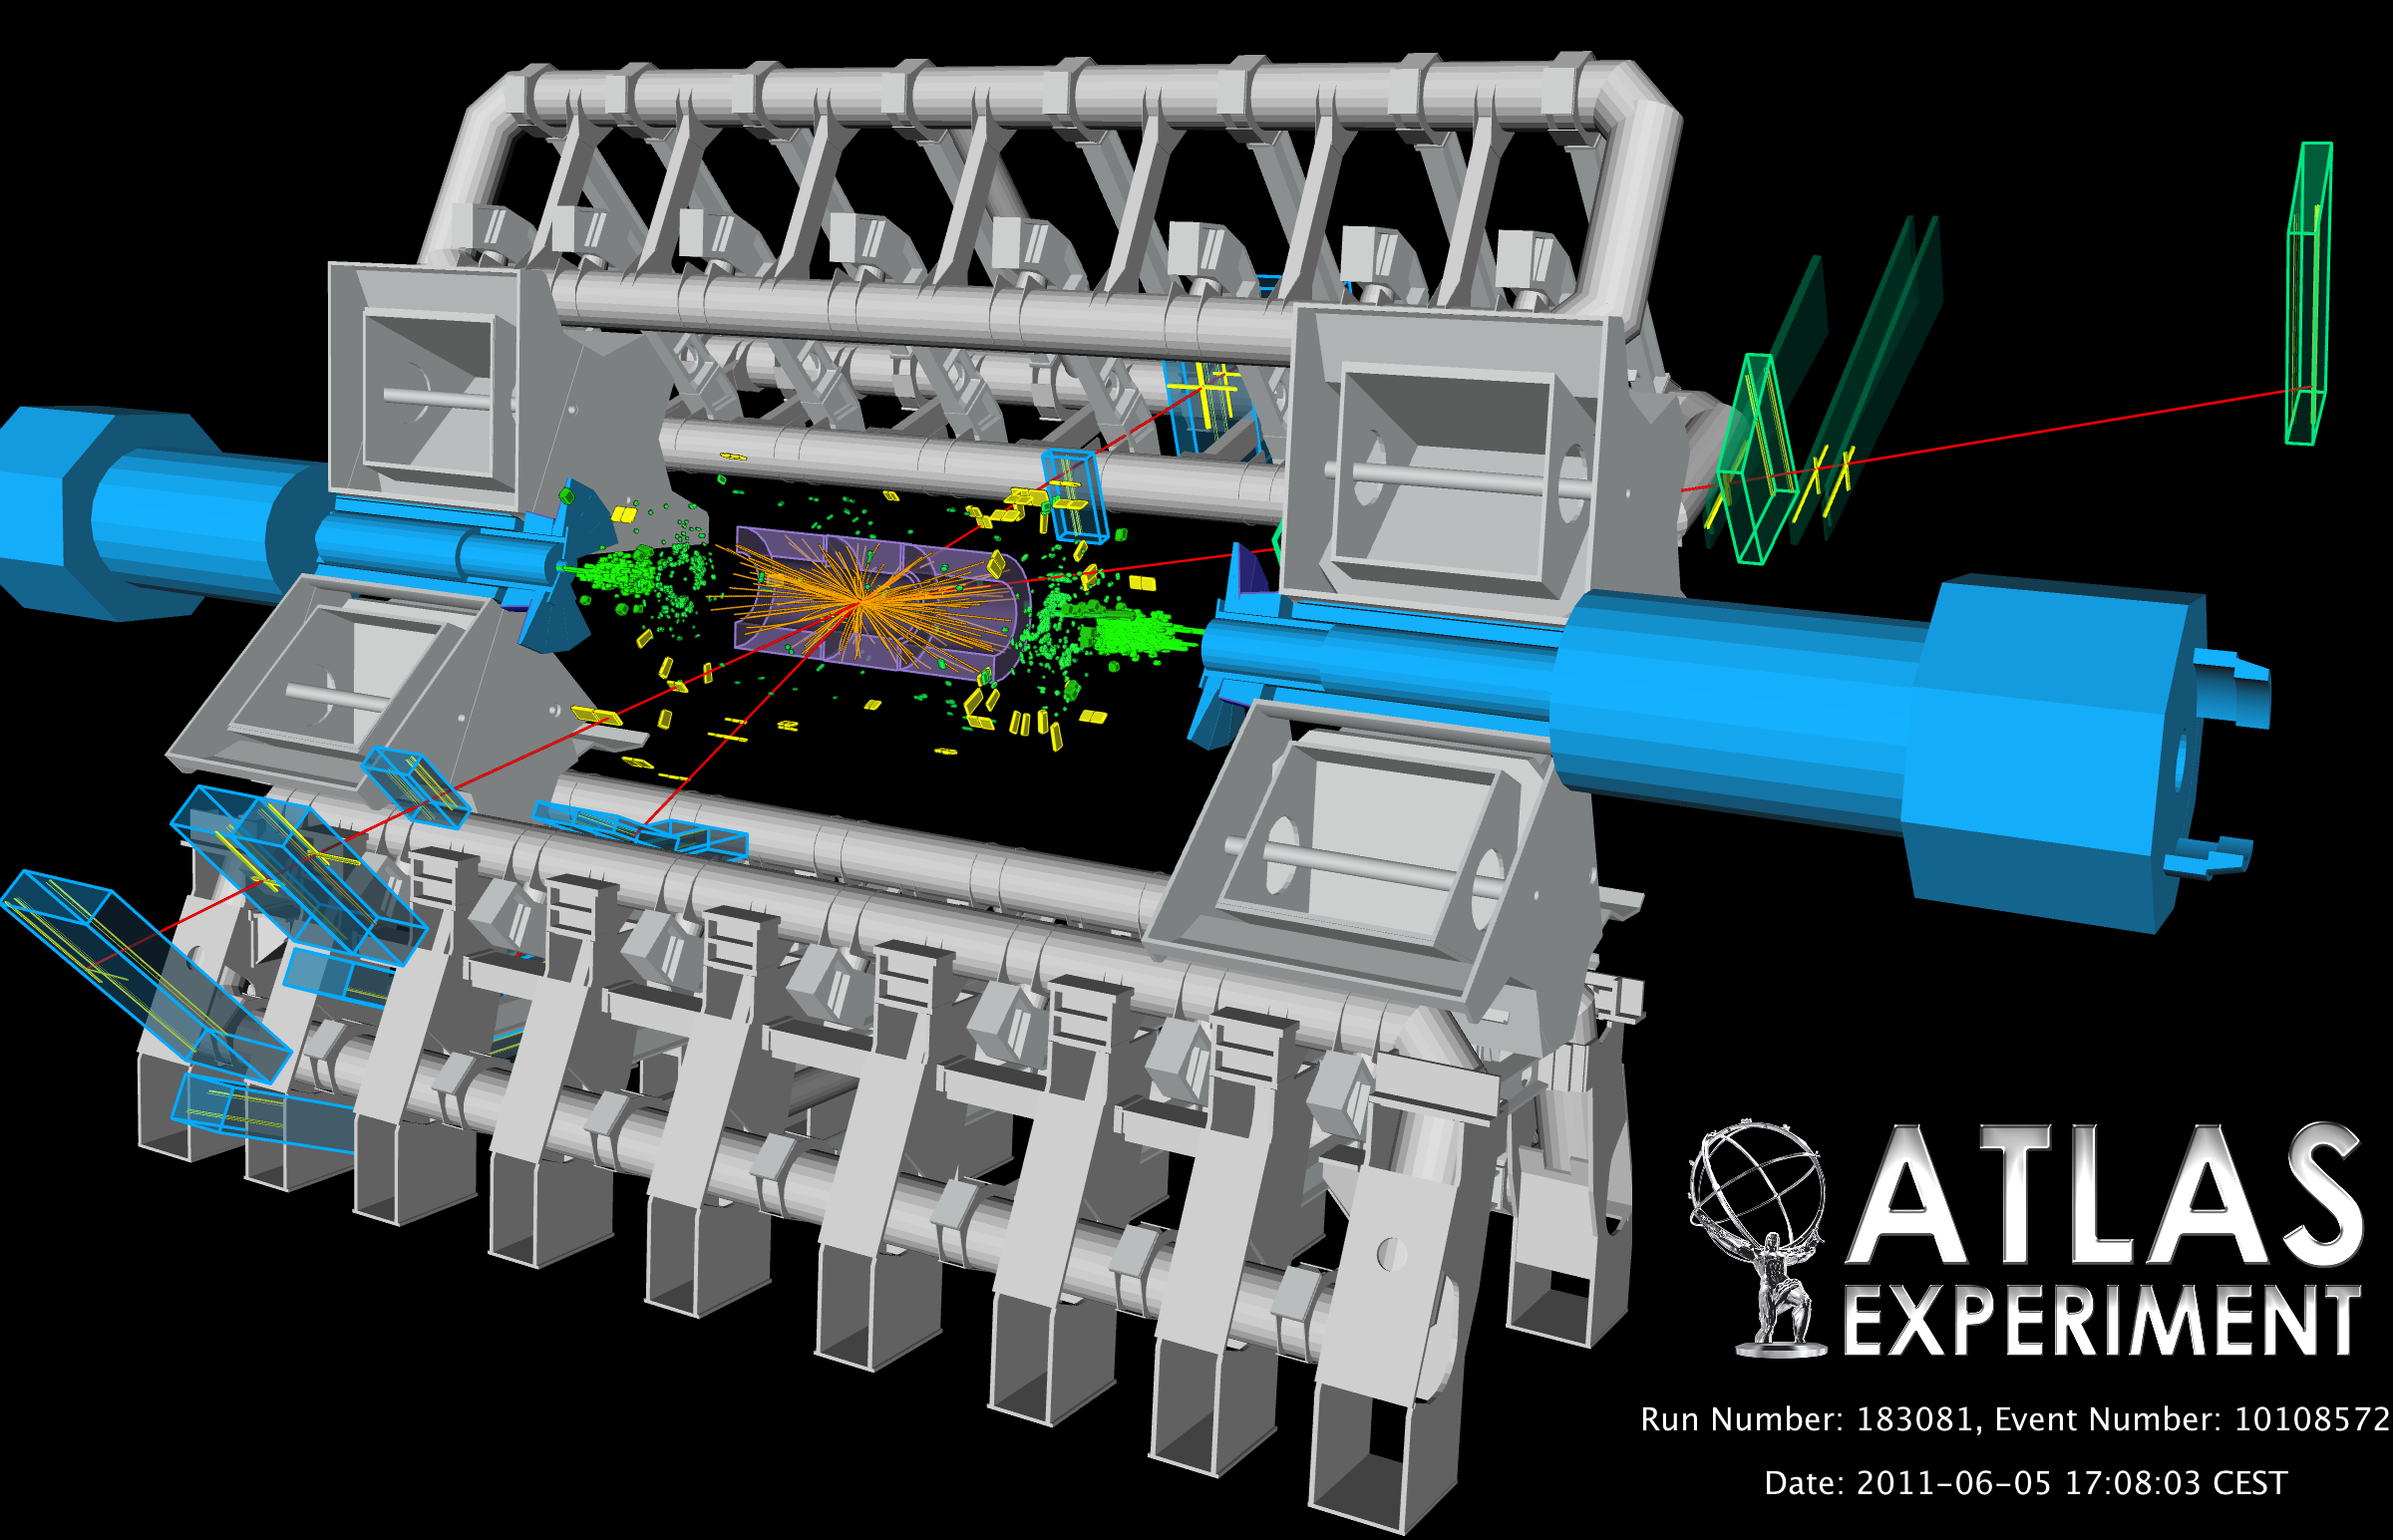 ATLAS
EXPERIMENT
Run Number: 183081, Event Number: 10108572
Date: 2011-06-05 17:08:03 CEST